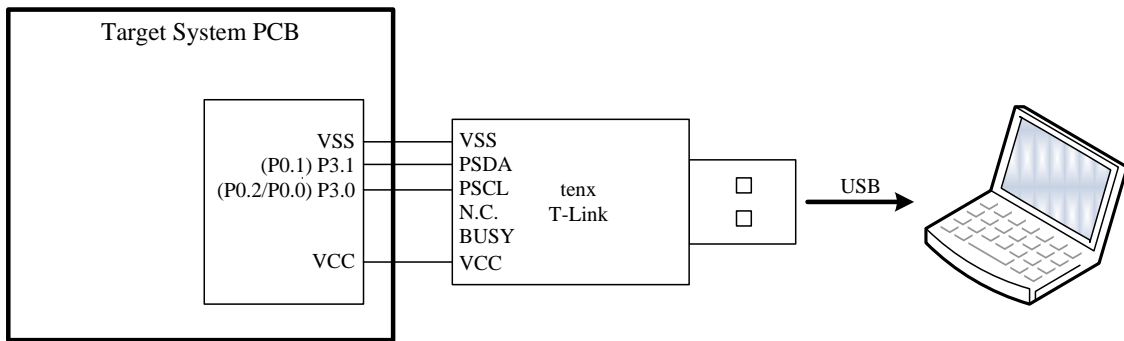 Target System PCB
VSS
(P0.1) P3.1
(P0.2/P0.0) P3.0
VCC
VSS
PSDA
PSCL
N.C.
BUSY
VCC
tenx
T-Link
USB